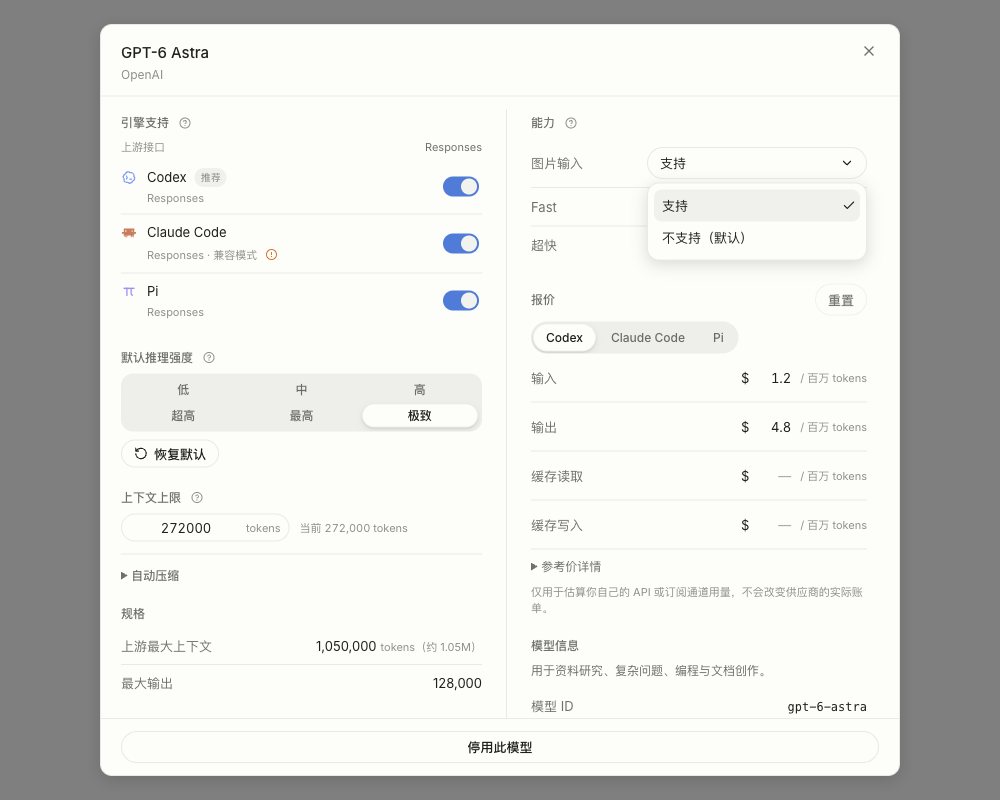 GPT-6 Astra
OpenAI
引擎支持
上游接口 Responses
Codex 推荐
Responses
Claude Code
Responses · 兼容模式
Pi
Responses
默认推理强度
低 中 高
超高 最高 极致
恢复默认
上下文上限
272000 tokens 当前 272,000 tokens
自动压缩
规格
上游最大上下文 1,050,000 tokens（约 1.05M）
最大输出 128,000
能力
图片输入 支持
支持
不支持（默认）
Fast
超快
报价 重置
Codex Claude Code Pi
输入 $ 1.2 / 百万 tokens
输出 $ 4.8 / 百万 tokens
缓存读取 $ — / 百万 tokens
缓存写入 $ — / 百万 tokens
参考价详情
仅用于估算你自己的 API 或订阅通道用量，不会改变供应商的实际账
单。
模型信息
用于资料研究、复杂问题、编程与文档创作。
模型 ID gpt-6-astra
停用此模型